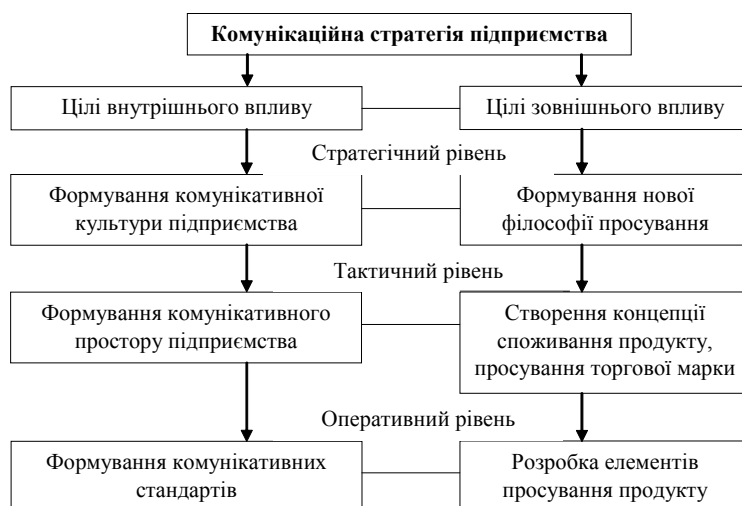 Комунікаційна стратегія підприємства
Цілі внутрішнього впливу
Цілі зовнішнього впливу
Стратегічний рівень
Формування комунікативної
культури підприємства
Формування нової
філософії просування
Тактичний рівень
Формування комунікативного
простору підприємства
Створення концепції
споживання продукту,
просування торгової марки
Оперативний рівень
Формування комунікативних
стандартів
Розробка елементів
просування продукту